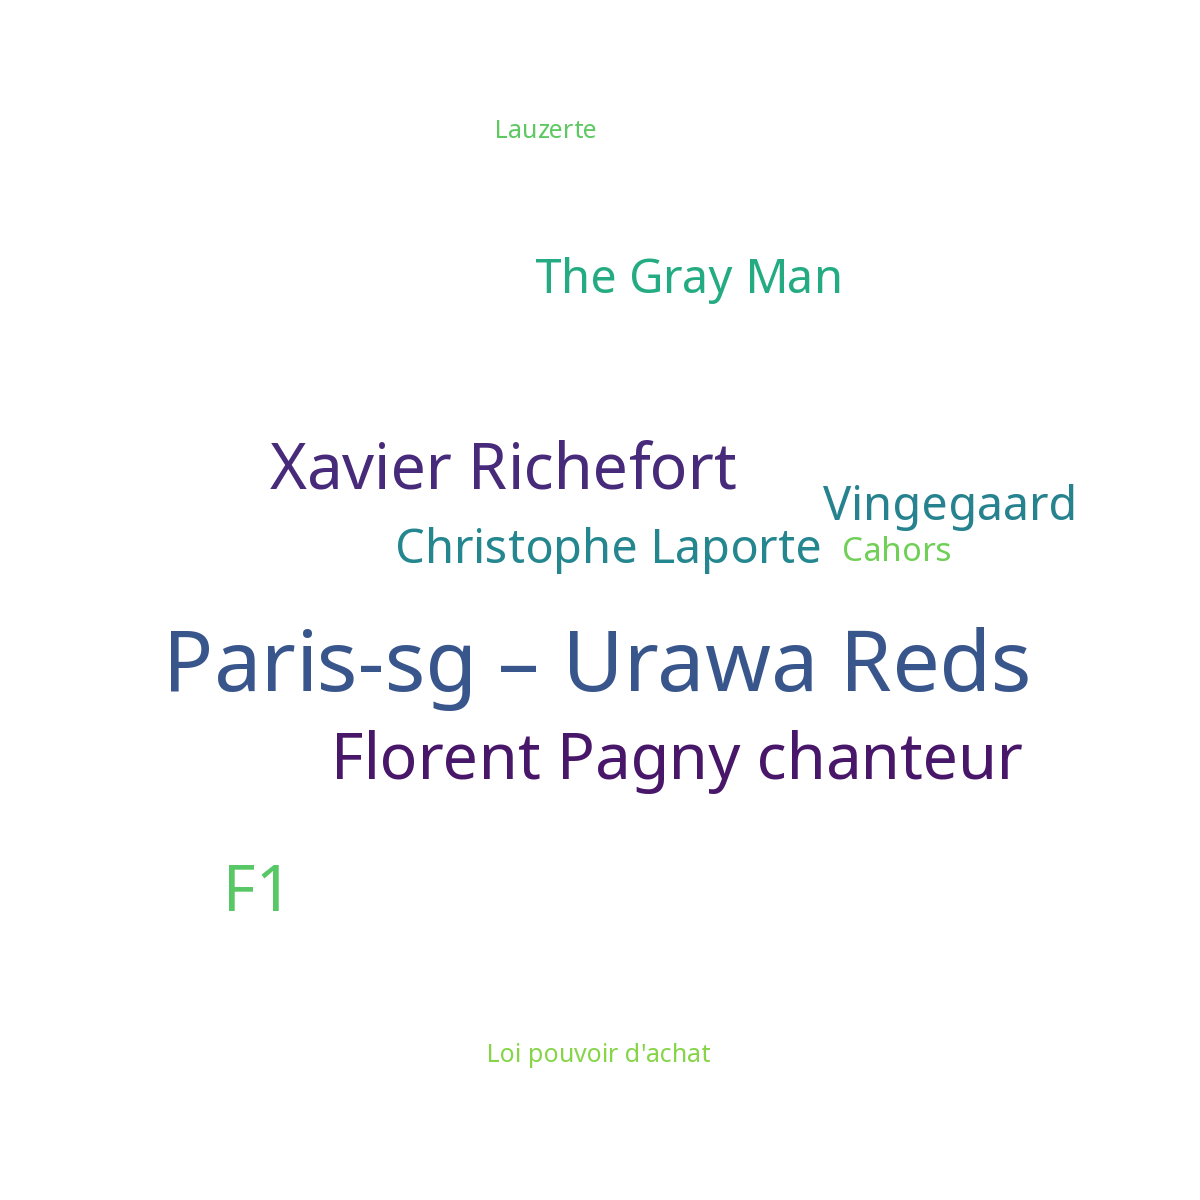 Lauzerte
The Gray Man
Xavier Richefort
Vingegaard
Christophe Laporte
Cahors
Paris-sg – Urawa Reds
Florent Pagny chanteur
F1
Loi pouvoir d'achat